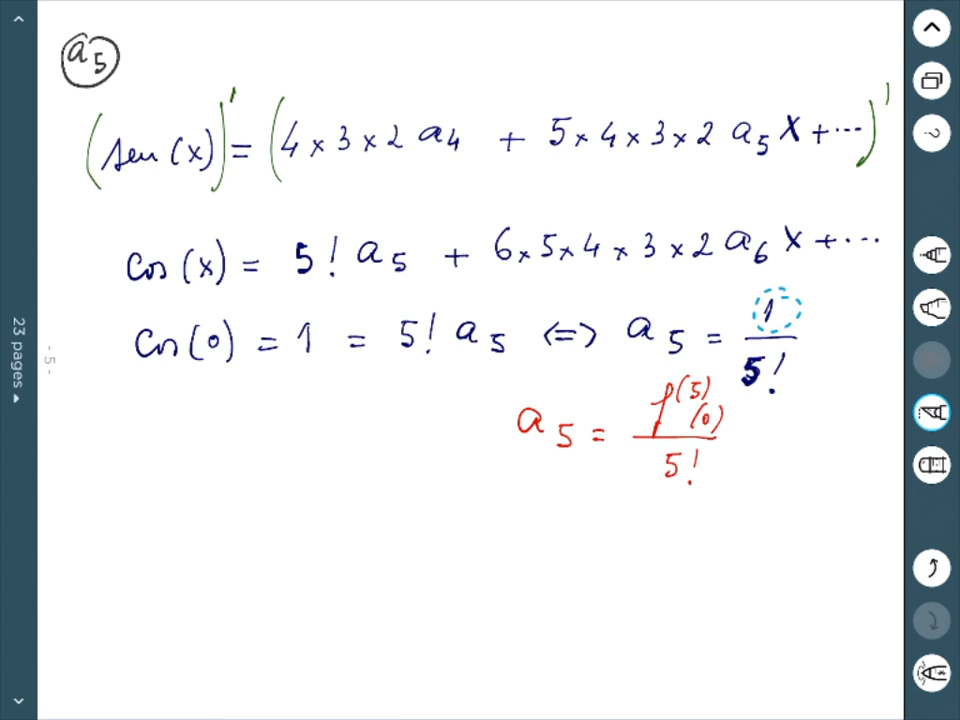 a₅
(sen(x))' = (4 × 3 × 2 a₄ + 5 × 4 × 3 × 2 a₅ x + ⋯)'
cos(x) = 5! a₅ + 6 × 5 × 4 × 3 × 2 a₆ x + ⋯
cos(0) = 1 = 5! a₅ <=> a₅ = 1/5!
a₅ = f⁽⁵⁾(0)/5!
23 pages
- 5 -